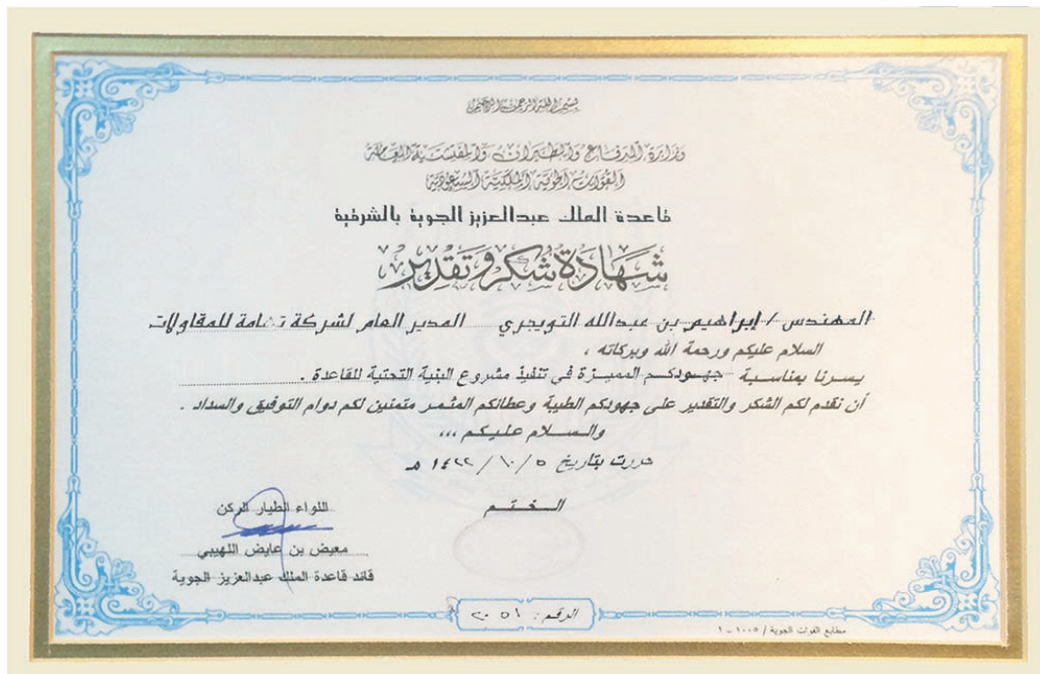 بسم الله الرحمن الرحيم
وزارة الدفاع والطيران والمفتشية العامة
القوات الجوية الملكية السعودية
قاعدة الملك عبدالعزيز الجوية بالشرقية
شهادة شكر وتقدير
المهندس / إبراهيم بن عبدالله التويجري المدير العام لشركة تهامة للمقاولات
السلام عليكم ورحمة الله وبركاته ،
يسرنا بمناسبة جهودكم المميزة في تنفيذ مشروع البنية التحتية للقاعدة .
أن نقدم لكم الشكر والتقدير على جهودكم الطيبة وعطائكم المثمر متمنين لكم دوام التوفيق والسداد .
والسلام عليكم ،،،
حررت بتاريخ ٥ / ١٠ / ١٤٢٢ هـ
الختم
اللواء الطيار الركن
معيض بن عايض اللهيبي
قائد قاعدة الملك عبدالعزيز الجوية
الرقم : ٢٠٥١
مطابع القوات الجوية / ١٠٠٥ - ١